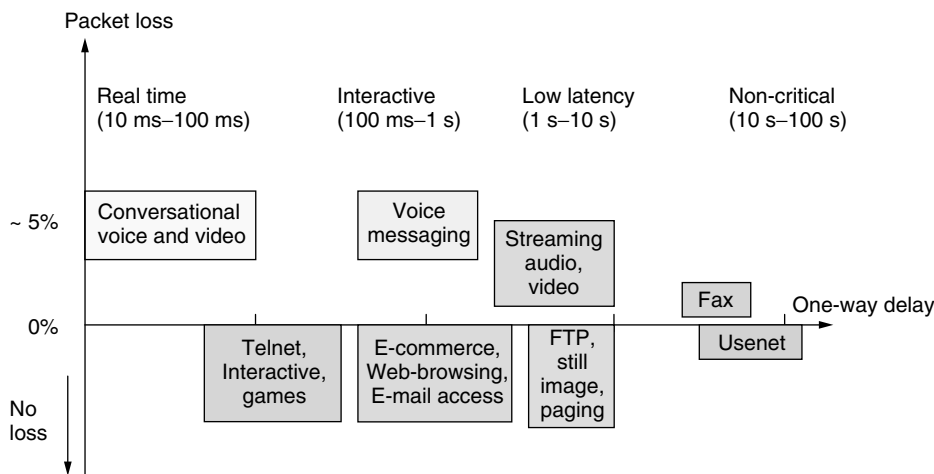 Packet loss
Real time
(10 ms–100 ms)
Interactive
(100 ms–1 s)
Low latency
(1 s–10 s)
Non-critical
(10 s–100 s)
~ 5%
Conversational
voice and video
Voice
messaging
Streaming
audio,
video
Fax
One-way delay
0%
Telnet,
Interactive,
games
E-commerce,
Web-browsing,
E-mail access
FTP,
still
image,
paging
Usenet
No
loss